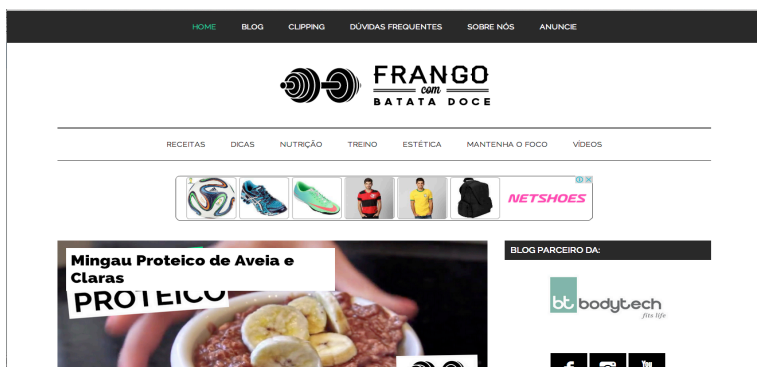 HOME BLOG CLIPPING DÚVIDAS FREQUENTES SOBRE NÓS ANUNCIE
FRANGO
com
BATATA DOCE
RECEITAS DICAS NUTRIÇÃO TREINO ESTÉTICA MANTENHA O FOCO VÍDEOS
NETSHOES
Mingau Proteico de Aveia e
Claras
PROTEICO
BLOG PARCEIRO DA:
bt bodytech
fits life
f
You